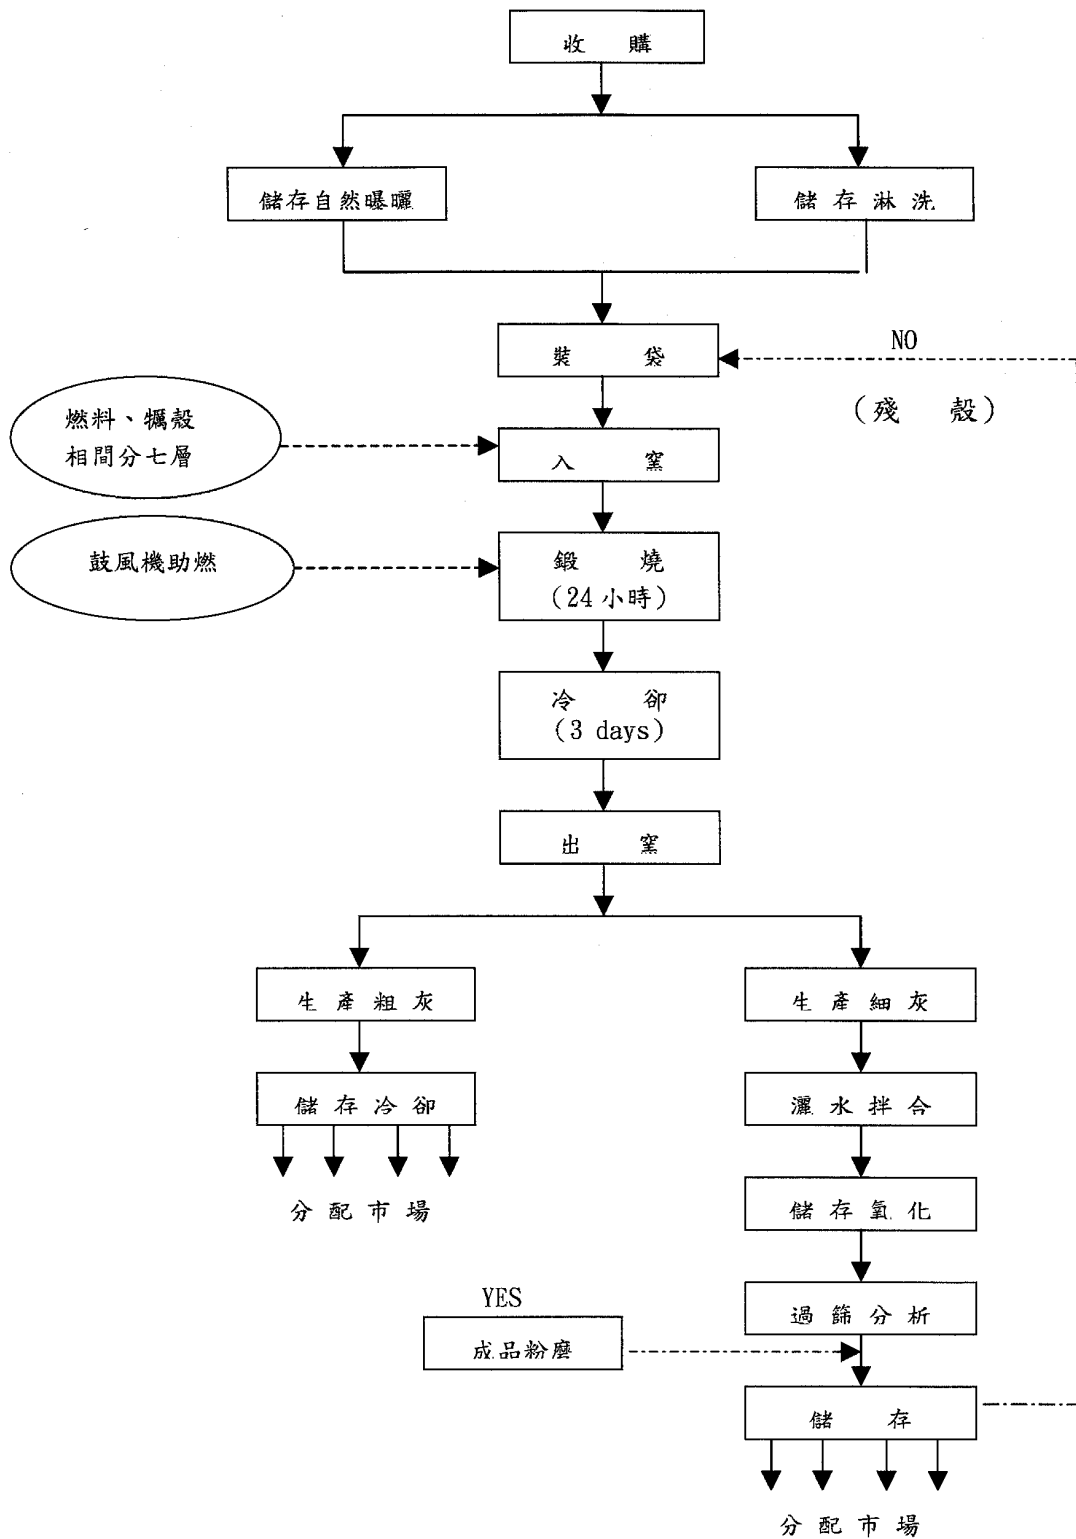 收 購
儲存自然曝曬
儲 存 淋 洗
裝 袋
NO
(殘 殼)
燃料、犡殼
相間分七層
入 窯
鼓風機助燃
鍛 燒
(24 小時)
冷 卻
(3 days)
出 窯
生 產 粗 灰
生 產 細 灰
儲 存 冷 卻
灑 水 拌 合
分 配 市 場
儲 存 氧 化
YES
過 篩 分 析
成品粉磨
儲 存
分 配 市 場